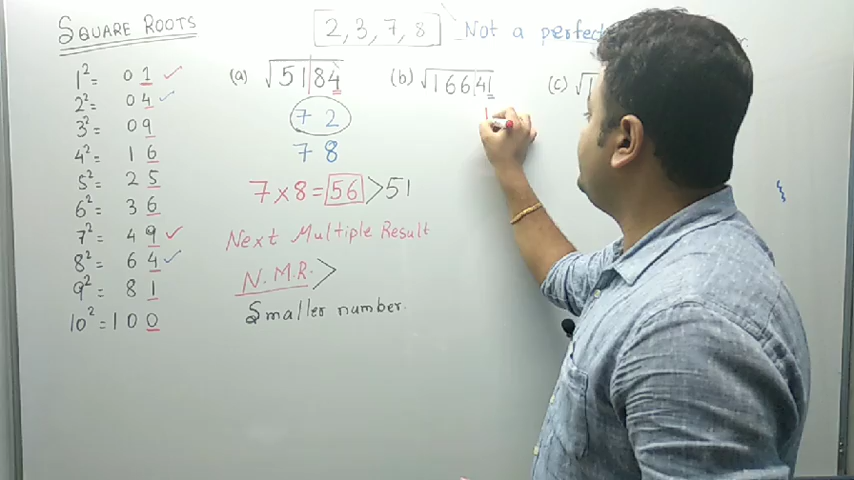 SQUARE ROOTS
2, 3, 7, 8 Not a perfect
1² = 0 1 ✓
2² = 0 4 ✓
3² = 0 9
4² = 1 6
5² = 2 5
6² = 3 6
7² = 4 9 ✓
8² = 6 4 ✓
9² = 8 1
10² = 1 0 0
(a) √51|84
7 2
7 8
7 × 8 = 56 > 51
Next Multiple Result
N.M.R. >
Smaller number.
(b) √166|41
1
(c) √1